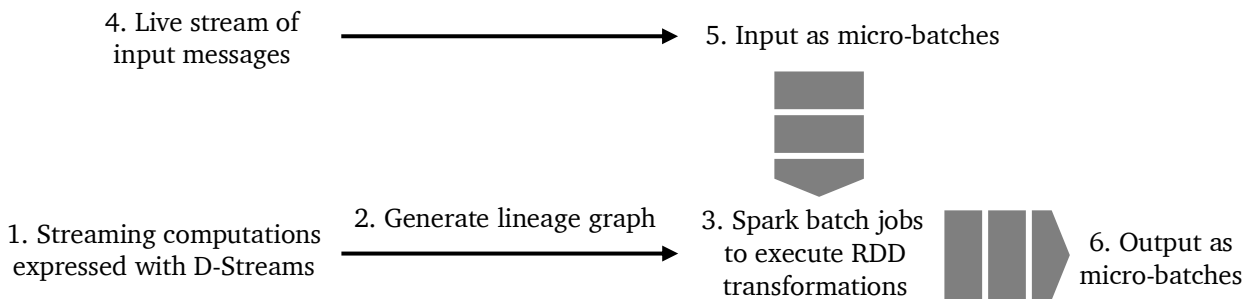 4. Live stream of
input messages
5. Input as micro-batches
1. Streaming computations
expressed with D-Streams
2. Generate lineage graph
3. Spark batch jobs
to execute RDD
transformations
6. Output as
micro-batches